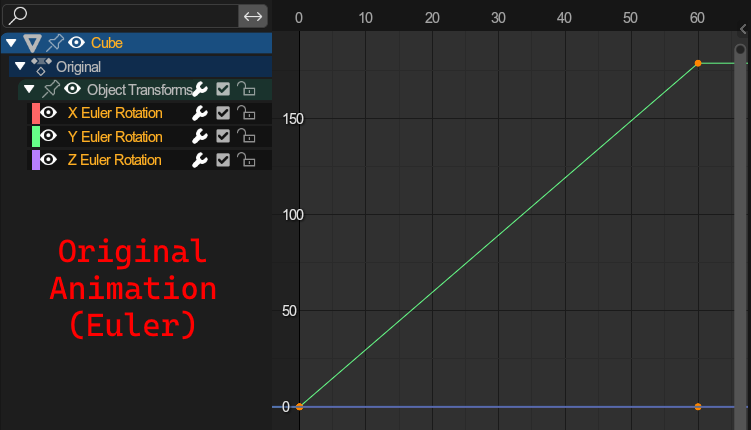 0 10 20 30 40 50 60
Cube
Original
Object Transforms
X Euler Rotation
Y Euler Rotation
Z Euler Rotation
150
100
50
0
Original
Animation
(Euler)